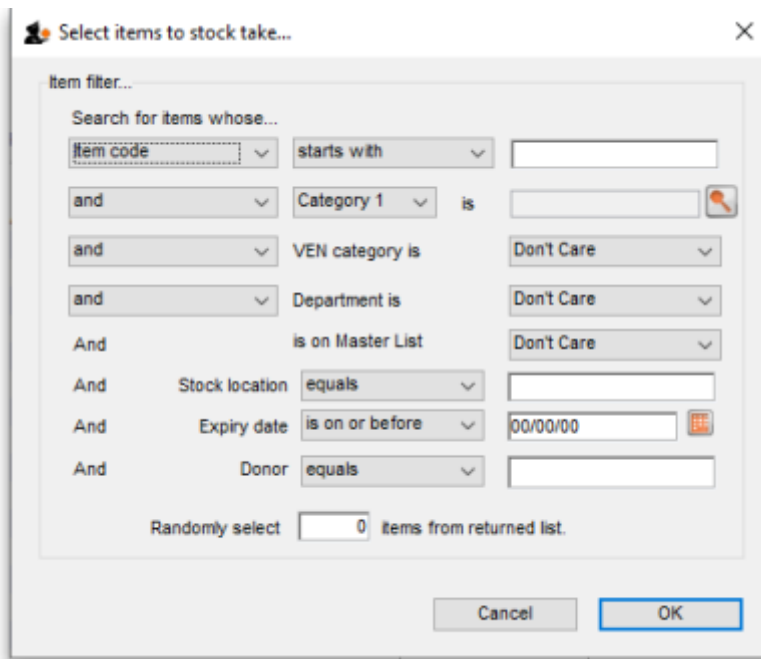 Select items to stock take...
Item filter...
Search for items whose...
Item code starts with
and Category 1 is
and VEN category is Don't Care
and Department is Don't Care
And is on Master List Don't Care
And Stock location equals
And Expiry date is on or before 00/00/00
And Donor equals
Randomly select 0 items from returned list.
Cancel OK